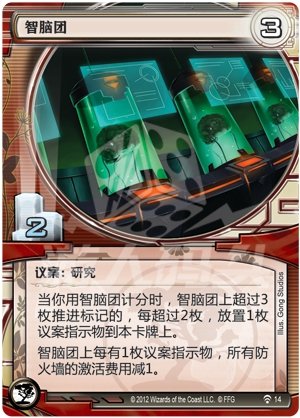 智脑团
3
2
Illus. Gong Studios
议案: 研究
当你用智脑团计分时，智脑团上超过3
枚推进标记的，每超过2枚，放置1枚
议案指示物到本卡牌上。
智脑团上每有1枚议案指示物，所有防
火墙的激活费用减1。
©2012 Wizards of the Coast LLC. © FFG
14